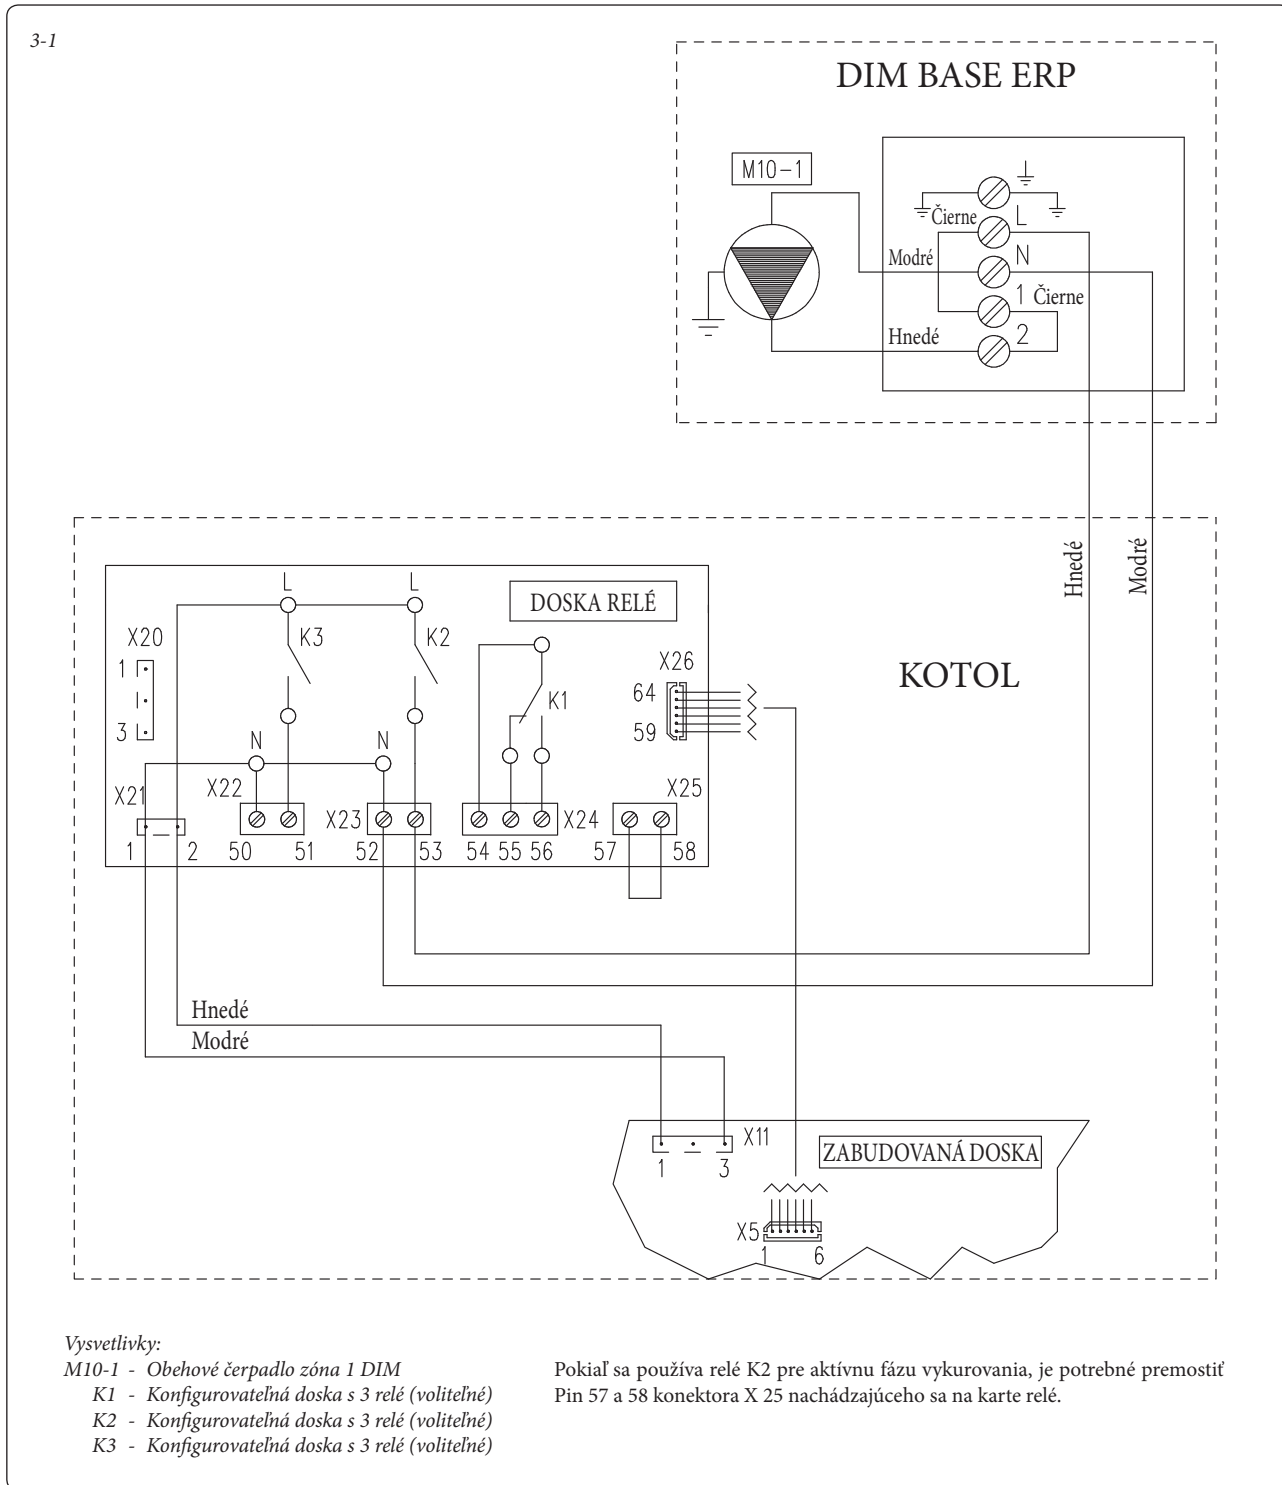 3-1
DIM BASE ERP
M10-1
Čierne
L
Modré
N
1 Čierne
Hnedé
2
Hnedé
Modré
KOTOL
DOSKA RELÉ
L
L
X20
K3
K2
1
3
K1
X26
64
59
N
N
X21
X22
X23
X24
X25
1
2
50
51
52
53
54
55
56
57
58
Hnedé
Modré
X11
1
3
ZABUDOVANÁ DOSKA
X5
1
6
Vysvetlivky:
M10-1 - Obehové čerpadlo zóna 1 DIM
K1 - Konfigurovateľná doska s 3 relé (voliteľné)
K2 - Konfigurovateľná doska s 3 relé (voliteľné)
K3 - Konfigurovateľná doska s 3 relé (voliteľné)
Pokiaľ sa používa relé K2 pre aktívnu fázu vykurovania, je potrebné premostiť
Pin 57 a 58 konektora X 25 nachádzajúceho sa na karte relé.